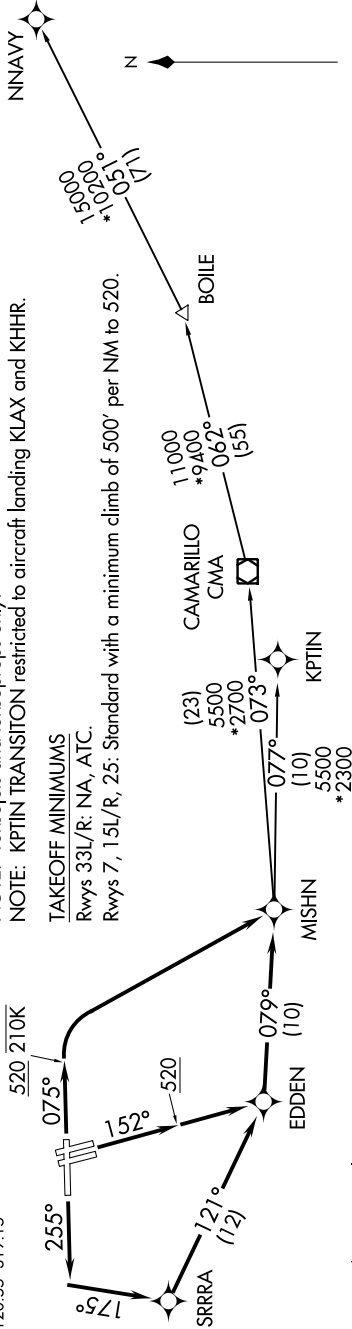 NOTE: KPTIN TRANSITON restricted to aircraft landing KLAX and KHHR.
TAKEOFF MINIMUMS
Rwys 33L/R: NA, ATC.
Rwys 7, 15L/R, 25: Standard with a minimum climb of 500' per NM to 520.
520 210K
075°
255°
175°
152°
520
SRRRA
121°
(12)
EDDEN
079°
(10)
MISHN
(23)
5500
*2700
073°
077°
(10)
5500
*2300
KPTIN
CAMARILLO
CMA
11000
*9400
062°
(55)
BOILE
15000
*10200
051°
(71)
NNAVY
N